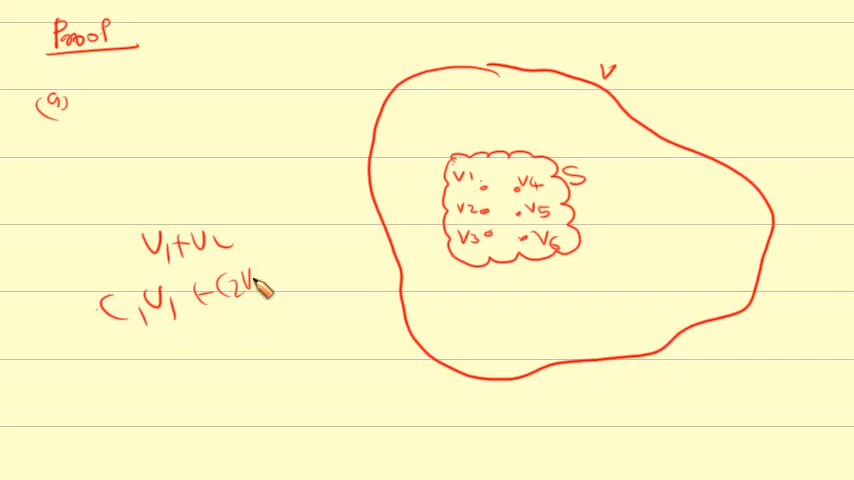 Proof
(a)
V
V1 V4 S
V2 V5
V3 V6
V1+V2
C1V1+C2V